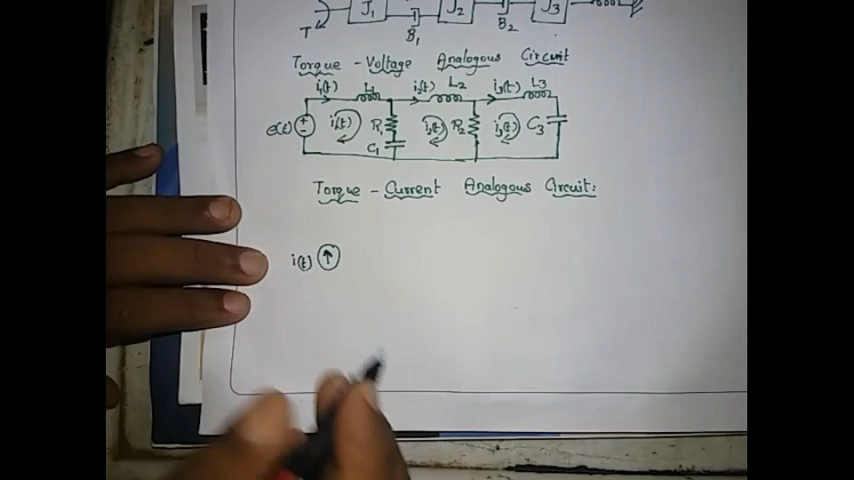 J₁ J₂ J₃
T B₁ B₂
Torque - Voltage Analogous Circuit
i₁(t) L₁ i₂(t) L₂ i₃(t) L3
e(t) + - i₁(t) R₁ i₂(t) R₂ i₃(t) C3
C₁
Torque - Current Analogous Circuit:
i(t)